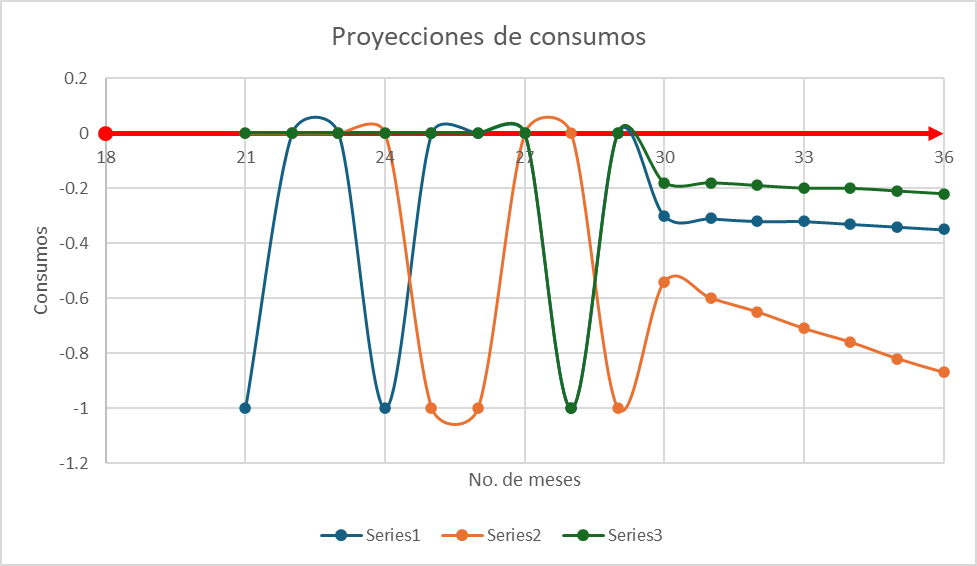 Proyecciones de consumos
0.2
0
18 21 24 27 30 33 36
-0.2
-0.4
-0.6
-0.8
-1
-1.2
Consumos
No. de meses
Series1 Series2 Series3